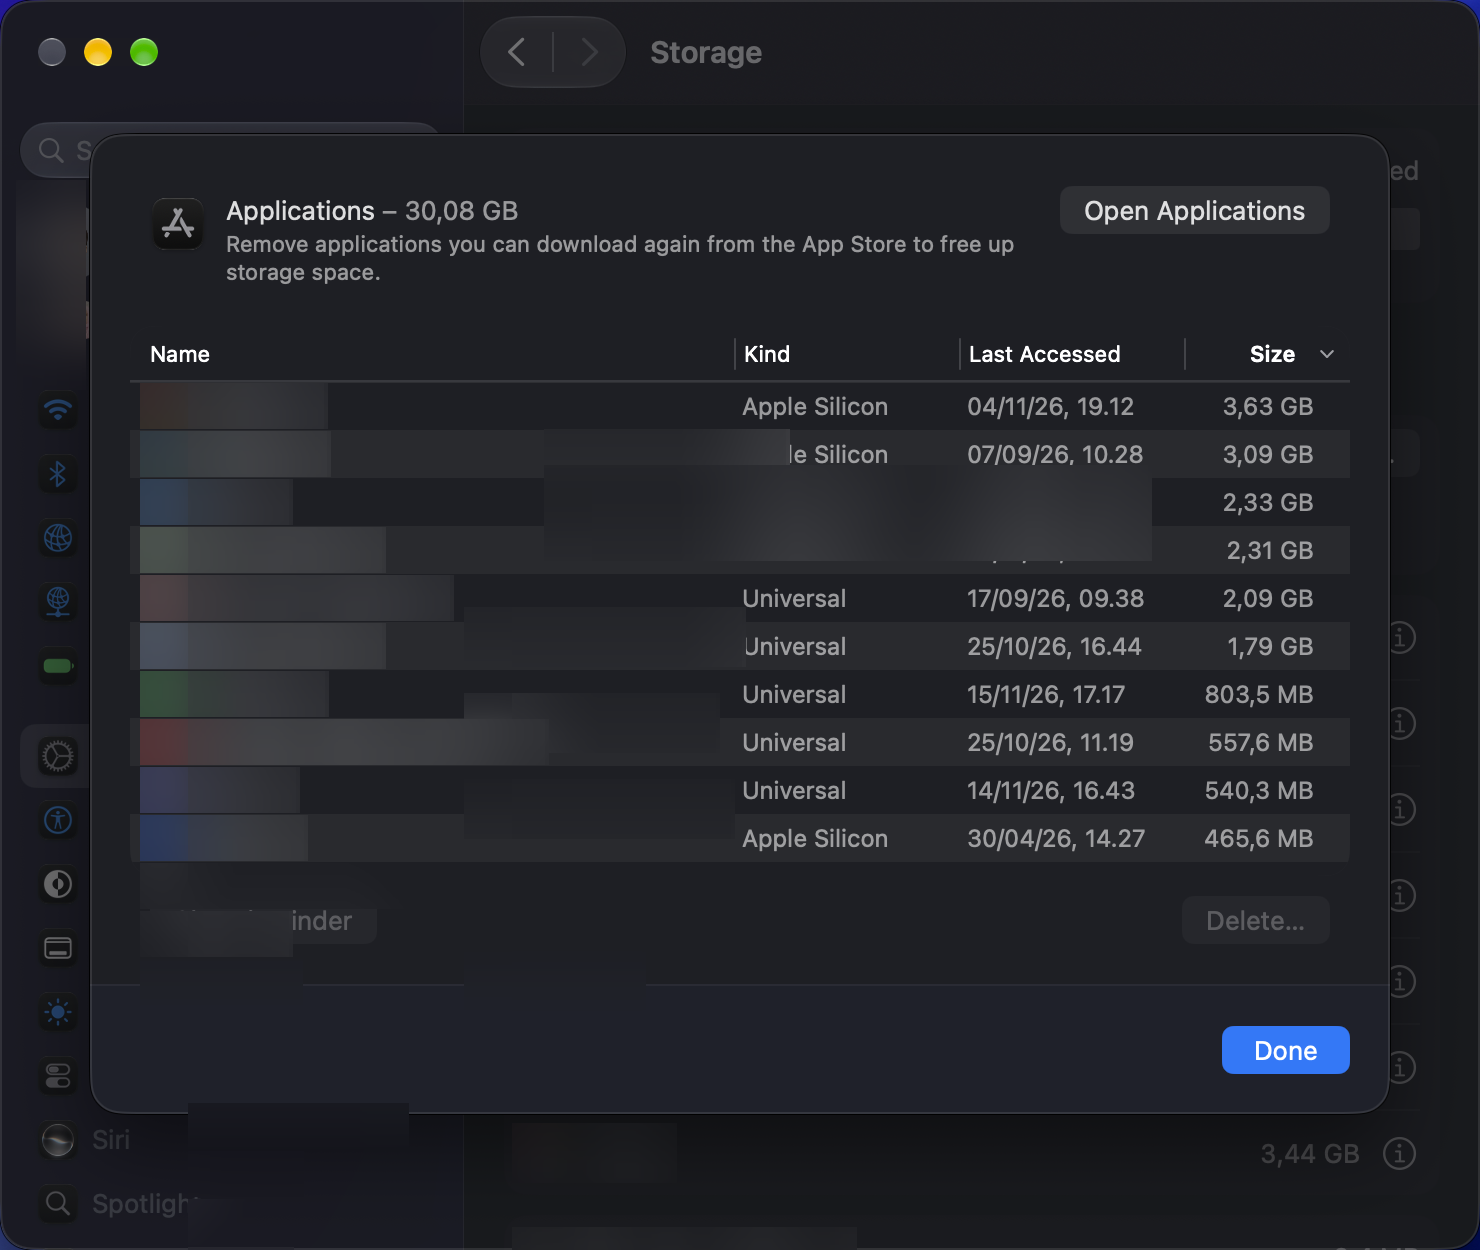 Storage
ed
Applications – 30,08 GB
Open Applications
Remove applications you can download again from the App Store to free up
storage space.
Name Kind Last Accessed Size
Apple Silicon 04/11/26, 19.12 3,63 GB
Silicon 07/09/26, 10.28 3,09 GB
2,33 GB
2,31 GB
Universal 17/09/26, 09.38 2,09 GB
Universal 25/10/26, 16.44 1,79 GB
Universal 15/11/26, 17.17 803,5 MB
Universal 25/10/26, 11.19 557,6 MB
Universal 14/11/26, 16.43 540,3 MB
Apple Silicon 30/04/26, 14.27 465,6 MB
inder
Delete...
Done
Siri
3,44 GB
Spotligh